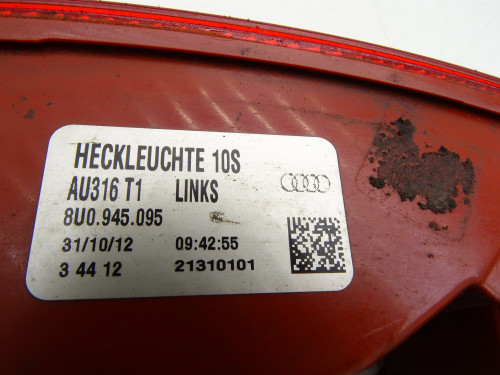 HECKLEUCHTE 10S
AU316 T1 LINKS
8U0.945.095
31/10/12 09:42:55
3 44 12 21310101